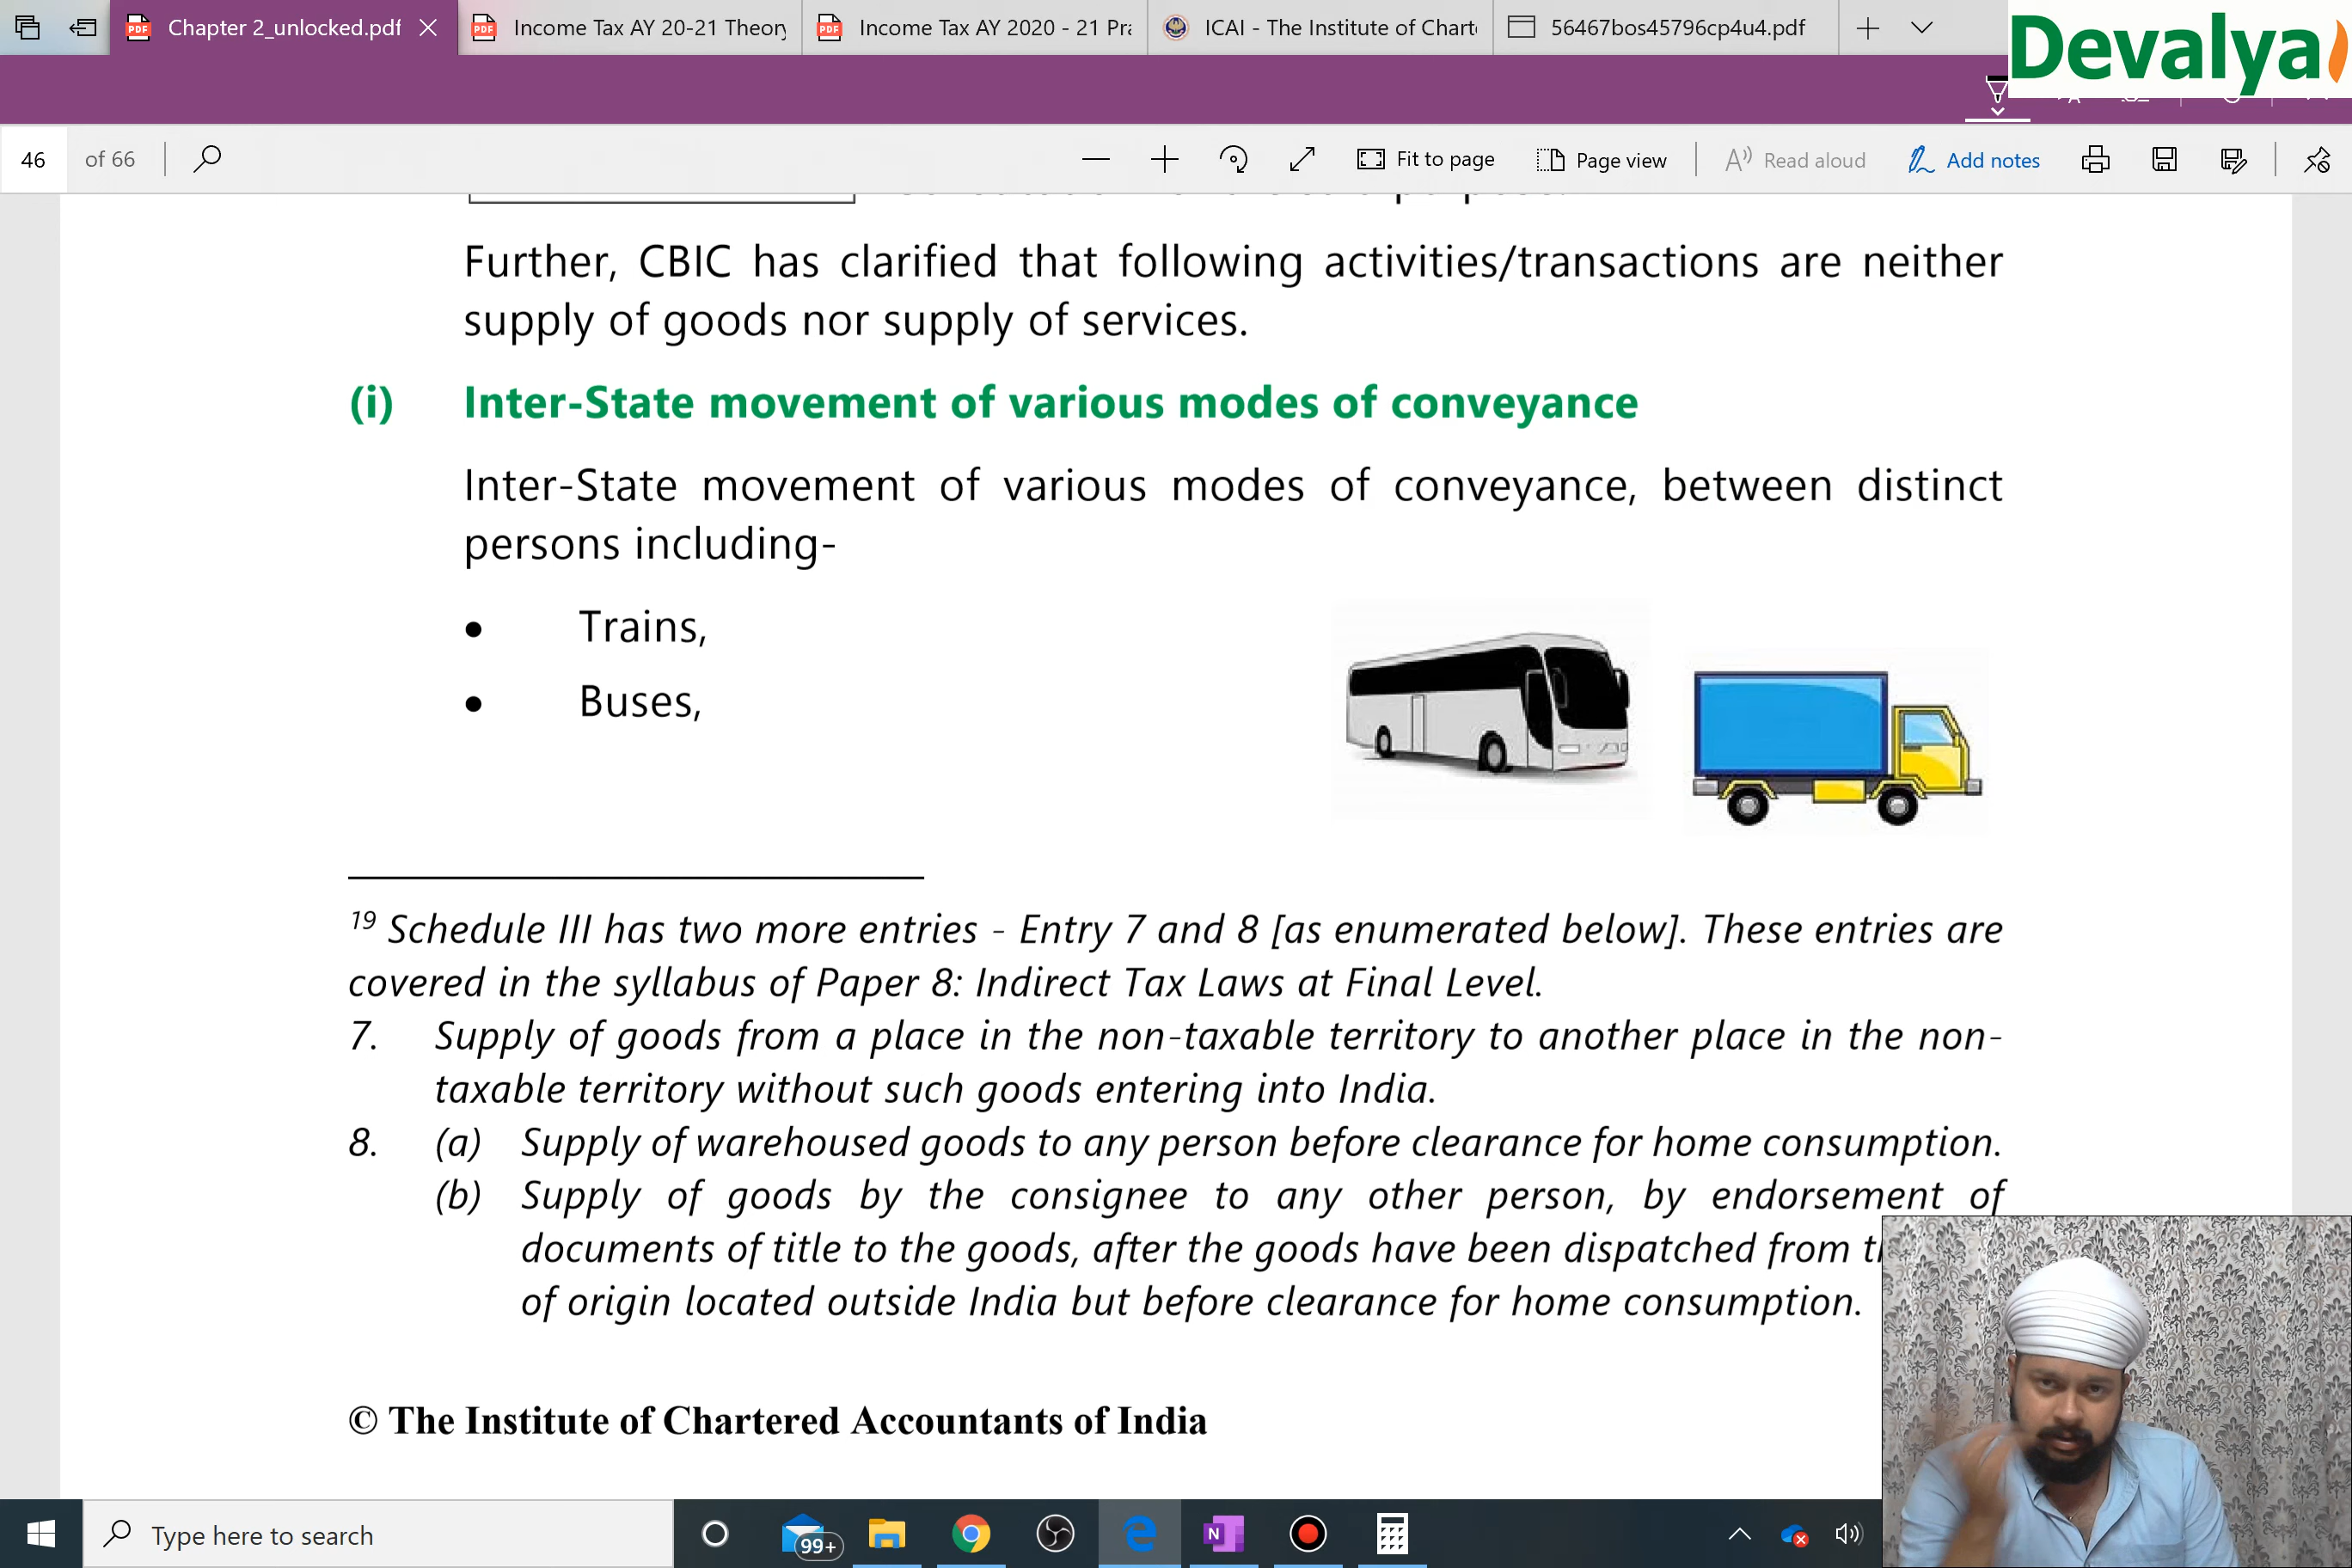 Chapter 2_unlocked.pdf
Income Tax AY 20-21 Theory
Income Tax AY 2020 - 21 Pra
ICAI - The Institute of Chart
56467bos45796cp4u4.pdf
Devalya
46 of 66
Fit to page
Page view
Read aloud
Add notes
Further, CBIC has clarified that following activities/transactions are neither
supply of goods nor supply of services.
(i) Inter-State movement of various modes of conveyance
Inter-State movement of various modes of conveyance, between distinct
persons including-
• Trains,
• Buses,
19 Schedule III has two more entries - Entry 7 and 8 [as enumerated below]. These entries are
covered in the syllabus of Paper 8: Indirect Tax Laws at Final Level.
7. Supply of goods from a place in the non-taxable territory to another place in the non-
taxable territory without such goods entering into India.
8. (a) Supply of warehoused goods to any person before clearance for home consumption.
(b) Supply of goods by the consignee to any other person, by endorsement of
documents of title to the goods, after the goods have been dispatched from
of origin located outside India but before clearance for home consumption.
© The Institute of Chartered Accountants of India
Type here to search
99+